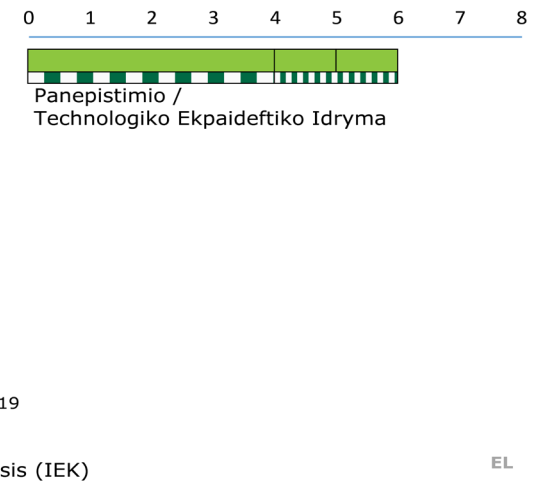 0 1 2 3 4 5 6 7 8
Panepistimio /
Technologiko Ekpaideftiko Idryma
19
sis (IEK)
EL